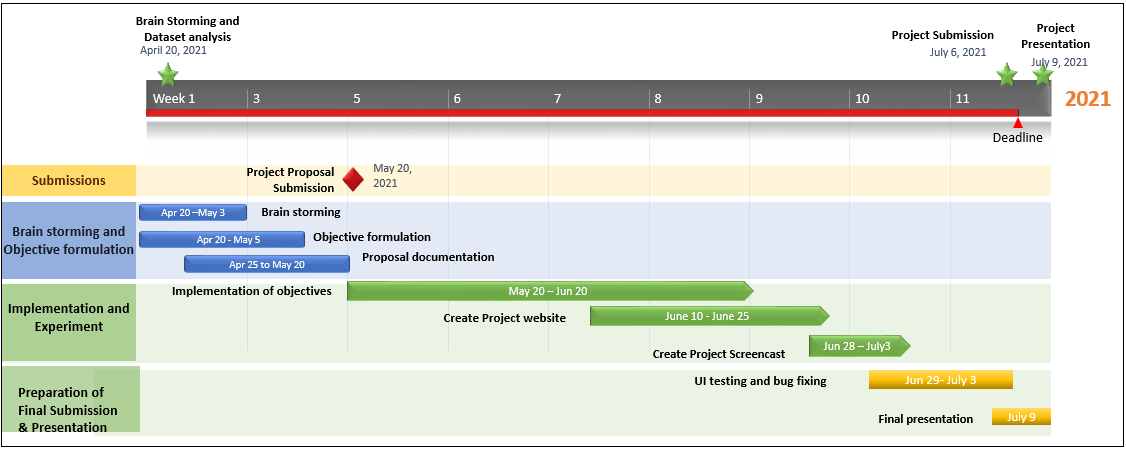 Brain Storming and
Dataset analysis
April 20, 2021
Project Submission
July 6, 2021
Project
Presentation
July 9, 2021
Week 1 3 5 6 7 8 9 10 11
2021
Deadline
Submissions
Project Proposal
Submission
May 20,
2021
Brain storming and
Objective formulation
Apr 20 –May 3 Brain storming
Apr 20 - May 5 Objective formulation
Apr 25 to May 20 Proposal documentation
Implementation and
Experiment
Implementation of objectives May 20 – Jun 20
Create Project website June 10 - June 25
Create Project Screencast Jun 28 – July3
Preparation of
Final Submission
& Presentation
UI testing and bug fixing Jun 29- July 3
Final presentation July 9